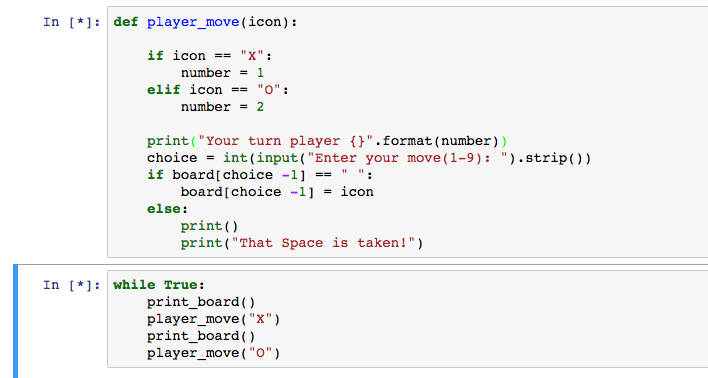 In [*]: def player_move(icon):
if icon == "X":
number = 1
elif icon == "O":
number = 2
print("Your turn player {}".format(number))
choice = int(input("Enter your move(1-9): ").strip())
if board[choice -1] == " ":
board[choice -1] = icon
else:
print()
print("That Space is taken!")
In [*]: while True:
print_board()
player_move("X")
print_board()
player_move("O")